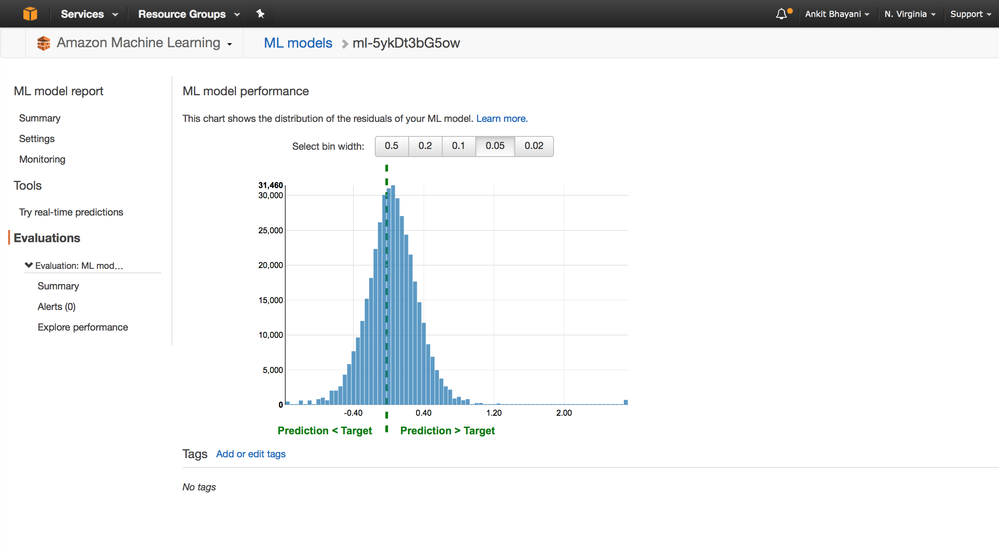 Services Resource Groups Ankit Bhayani N. Virginia Support
Amazon Machine Learning ML models ml-5ykDt3bG5ow
ML model report
Summary
Settings
Monitoring
Tools
Try real-time predictions
Evaluations
Evaluation: ML mod...
Summary
Alerts (0)
Explore performance
ML model performance
This chart shows the distribution of the residuals of your ML model. Learn more.
Select bin width: 0.5 0.2 0.1 0.05 0.02
31,460
30,000
25,000
20,000
15,000
10,000
5,000
0
-0.40 0.40 1.20 2.00
Prediction < Target Prediction > Target
Tags Add or edit tags
No tags